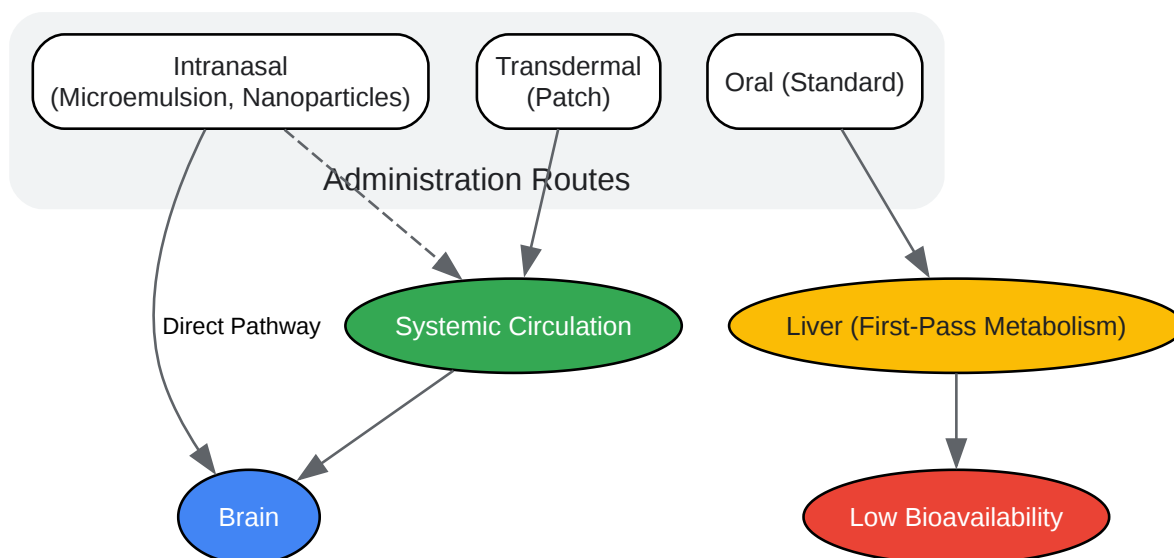 Intranasal
(Microemulsion, Nanoparticles)
Transdermal
(Patch)
Oral (Standard)
Administration Routes
Direct Pathway
Systemic Circulation
Liver (First-Pass Metabolism)
Brain
Low Bioavailability